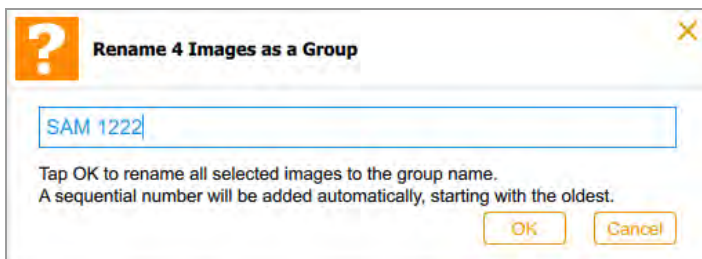 Rename 4 Images as a Group
SAM 1222
Tap OK to rename all selected images to the group name.
A sequential number will be added automatically, starting with the oldest.
OK Cancel